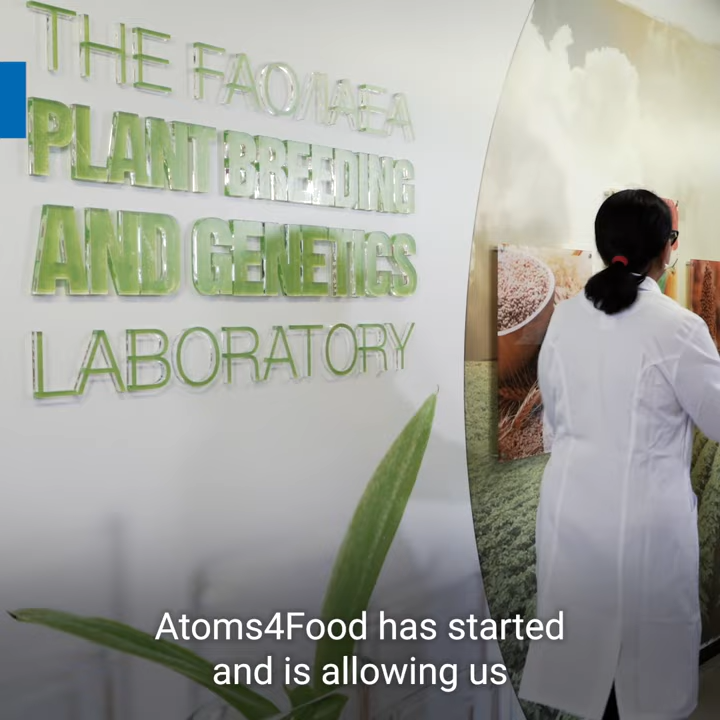 THE FAO/IAEA
PLANT BREEDING
AND GENETICS
LABORATORY
Atoms4Food has started
and is allowing us